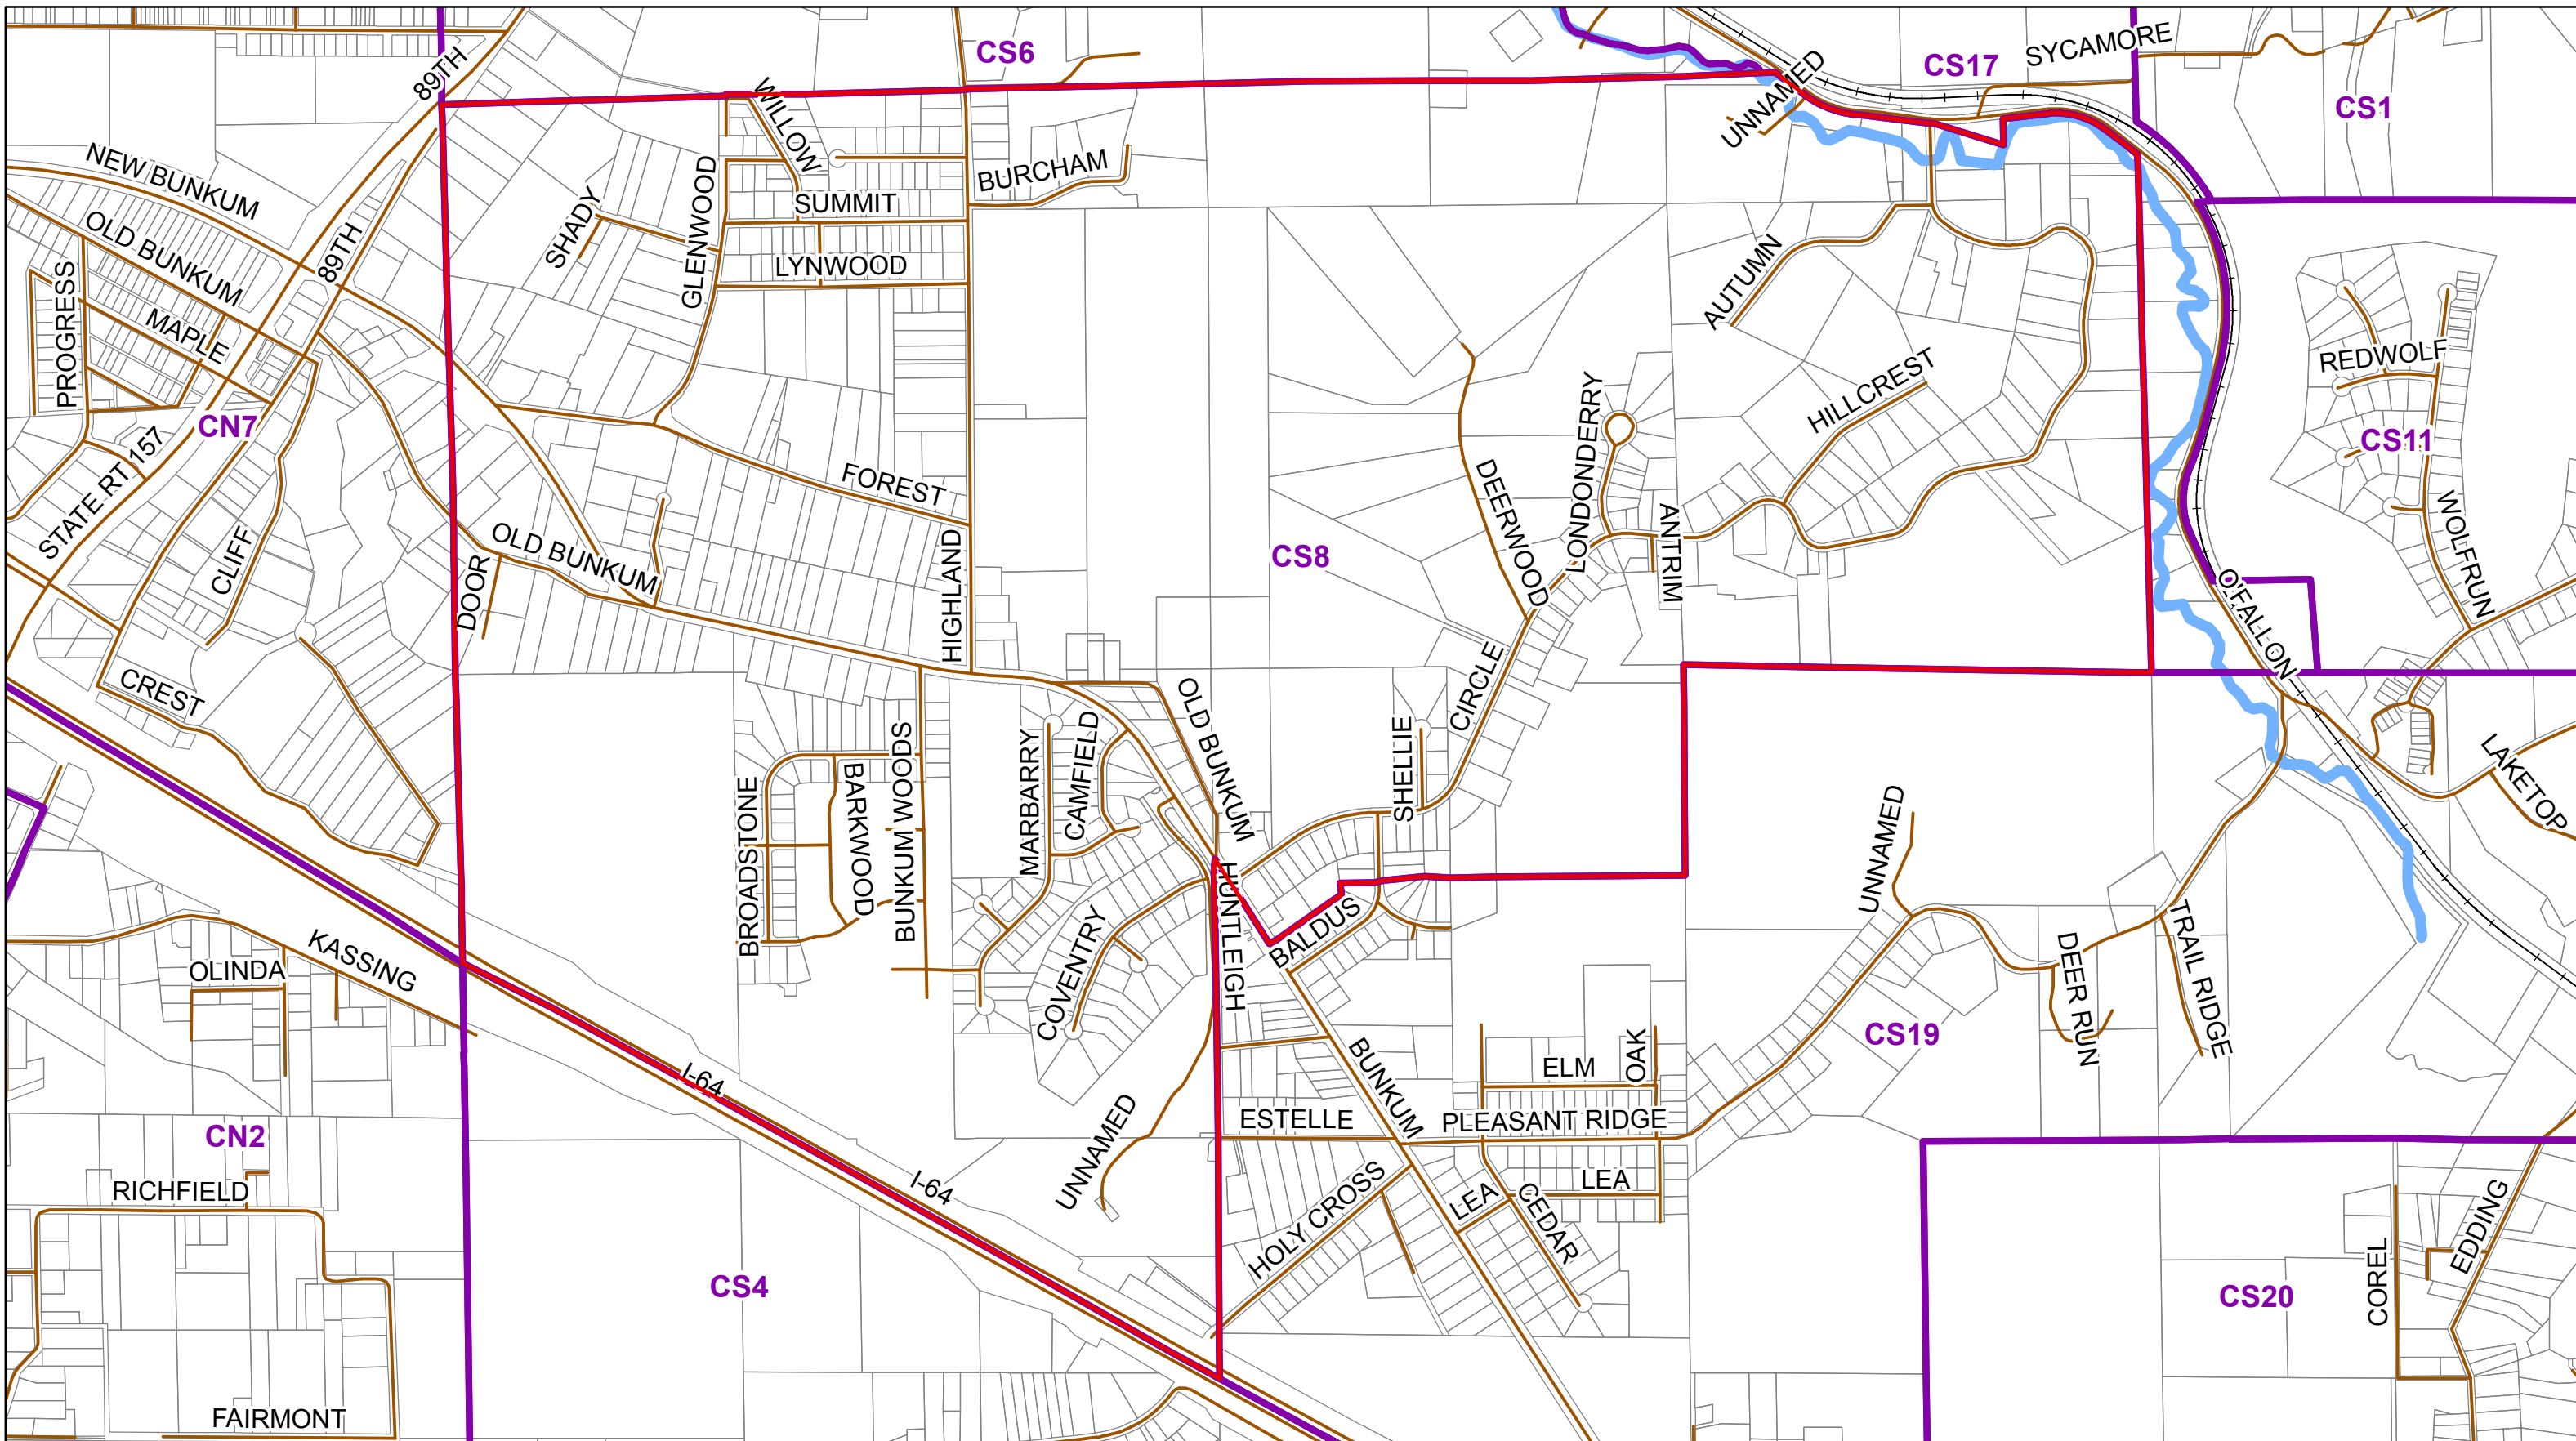 CS6
CS17
SYCAMORE
89TH
UNNAMED
CS1
WILLOW
NEW BUNKUM
BURCHAM
SUMMIT
SHADY
GLENWOOD
OLD BUNKUM
89TH
LYNWOOD
AUTUMN
PROGRESS
MAPLE
REDWOLF
HILLCREST
CN7
LONDONDERRY
CS11
STATE RT 157
FOREST
DEERWOOD
WOLFRUN
CLIFF
OLD BUNKUM
DOOR
HIGHLAND
CS8
ANTRIM
O'FALLON
CREST
CIRCLE
OLD BUNKUM
SHELLIE
MARBARRY
CAMFIELD
BROADSTONE
BARKWOOD
BUNKUM WOODS
LAKETOP
UNNAMED
HUNTLEIGH
BALDUS
COVENTRY
KASSING
OLINDA
TRAIL RIDGE
DEER RUN
CS19
I-64
BUNKUM
ELM
OAK
ESTELLE
PLEASANT RIDGE
CN2
UNNAMED
RICHFIELD
I-64
HOLY CROSS
LEA
LEA
CEDAR
EDDING
CS4
COREL
CS20
FAIRMONT